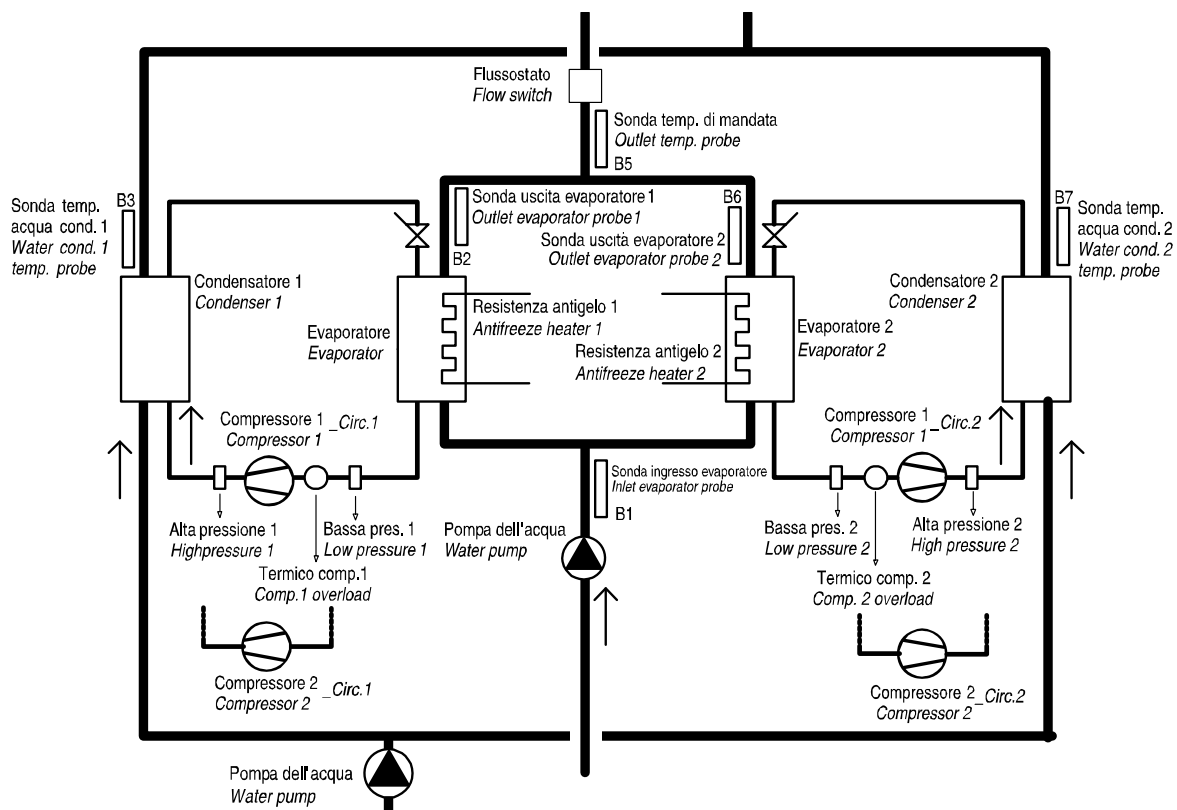 Flussostato
Flow switch
Sonda temp. di mandata
Outlet temp. probe
B5
B3
Sonda temp.
acqua cond. 1
Water cond. 1
temp. probe
Sonda uscita evaporatore 1
Outlet evaporator probe 1
B2
B6
Sonda uscita evaporatore 2
Outlet evaporator probe 2
B7
Sonda temp.
acqua cond. 2
Water cond. 2
temp. probe
Condensatore 1
Condenser 1
Evaporatore
Evaporator
Resistenza antigelo 1
Antifreeze heater 1
Resistenza antigelo 2
Antifreeze heater 2
Evaporatore 2
Evaporator 2
Condensatore 2
Condenser 2
Compressore 1 _Circ.1
Compressor 1
Compressore 1 _Circ.2
Compressor 1
Sonda ingresso evaporatore
Inlet evaporator probe
B1
Alta pressione 1
Highpressure 1
Bassa pres. 1
Low pressure 1
Termico comp.1
Comp.1 overload
Pompa dell'acqua
Water pump
Bassa pres. 2
Low pressure 2
Alta pressione 2
High pressure 2
Termico comp. 2
Comp. 2 overload
Compressore 2 _Circ.1
Compressor 2
Compressore 2 _Circ.2
Compressor 2
Pompa dell'acqua
Water pump